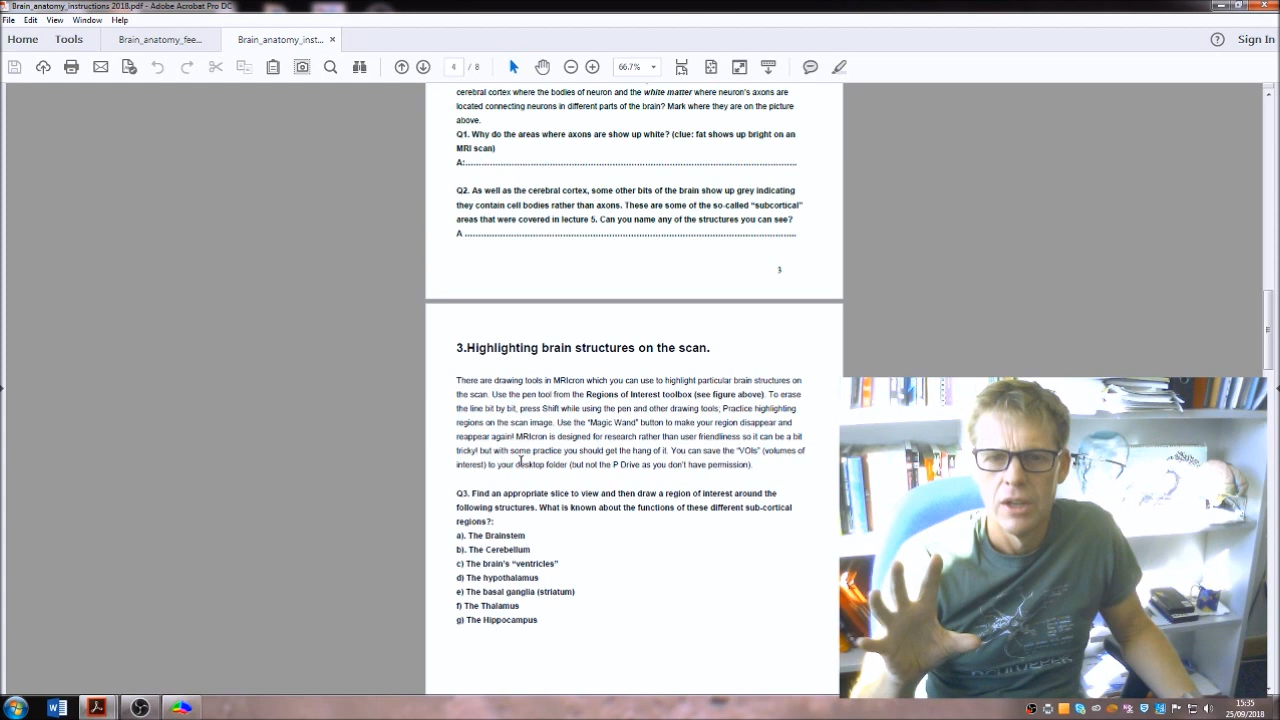 Brain_anatomy_instructions 2018.pdf - Adobe Acrobat Pro DC
File Edit View Window Help
Home Tools Brain_anatomy_fee... Brain_anatomy_inst... × Sign In
4 / 8 66.7%
cerebral cortex where the bodies of neuron and the white matter where neuron's axons are
located connecting neurons in different parts of the brain? Mark where they are on the picture
above.
Q1. Why do the areas where axons are show up white? (clue: fat shows up bright on an
MRI scan)
A:
Q2. As well as the cerebral cortex, some other bits of the brain show up grey indicating
they contain cell bodies rather than axons. These are some of the so-called "subcortical"
areas that were covered in lecture 5. Can you name any of the structures you can see?
A
3
3.Highlighting brain structures on the scan.
There are drawing tools in MRIcron which you can use to highlight particular brain structures on
the scan. Use the pen tool from the Regions of Interest toolbox (see figure above). To erase
the line bit by bit, press Shift while using the pen and other drawing tools; Practice highlighting
regions on the scan image. Use the "Magic Wand" button to make your region disappear and
reappear again! MRIcron is designed for research rather than user friendliness so it can be a bit
tricky! but with some practice you should get the hang of it. You can save the "VOIs" (volumes of
interest) to your desktop folder (but not the P Drive as you don't have permission).
Q3. Find an appropriate slice to view and then draw a region of interest around the
following structures. What is known about the functions of these different sub-cortical
regions?:
a). The Brainstem
b). The Cerebellum
c) The brain's "ventricles"
d) The hypothalamus
e) The basal ganglia (striatum)
f) The Thalamus
g) The Hippocampus
15:35
25/09/2018